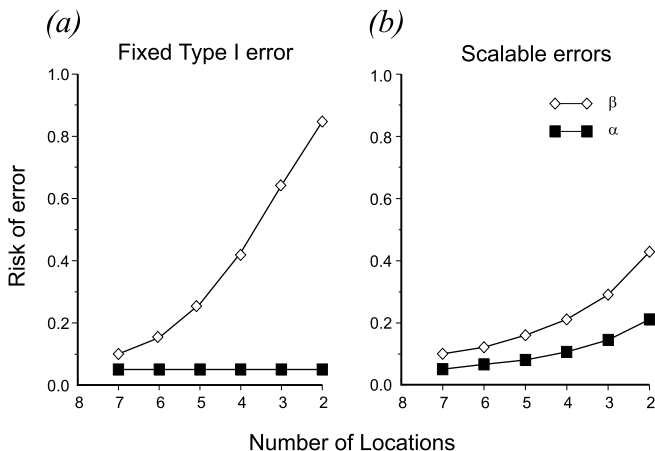 (a)
(b)
Fixed Type I error
Scalable errors
β
α
Risk of error
1.0
0.8
0.6
0.4
0.2
0.0
8 7 6 5 4 3 2
1.0
0.8
0.6
0.4
0.2
0.0
8 7 6 5 4 3 2
Number of Locations